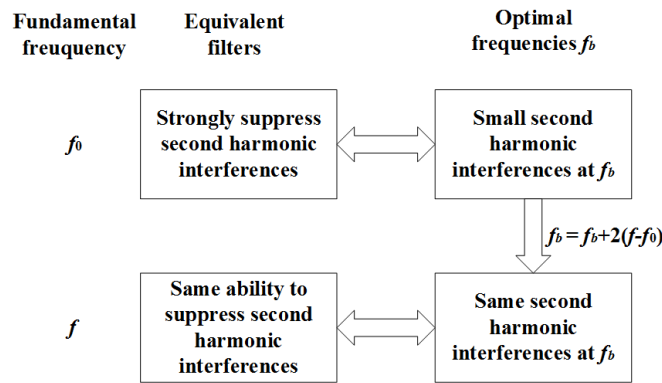 Fundamental
freuquency
Equivalent
filters
Optimal
frequencies fb
f0
Strongly suppress
second harmonic
interferences
Small second
harmonic
interferences at fb
fb = fb+2(f-f0)
f
Same ability to
suppress second
harmonic
interferences
Same second
harmonic
interferences at fb